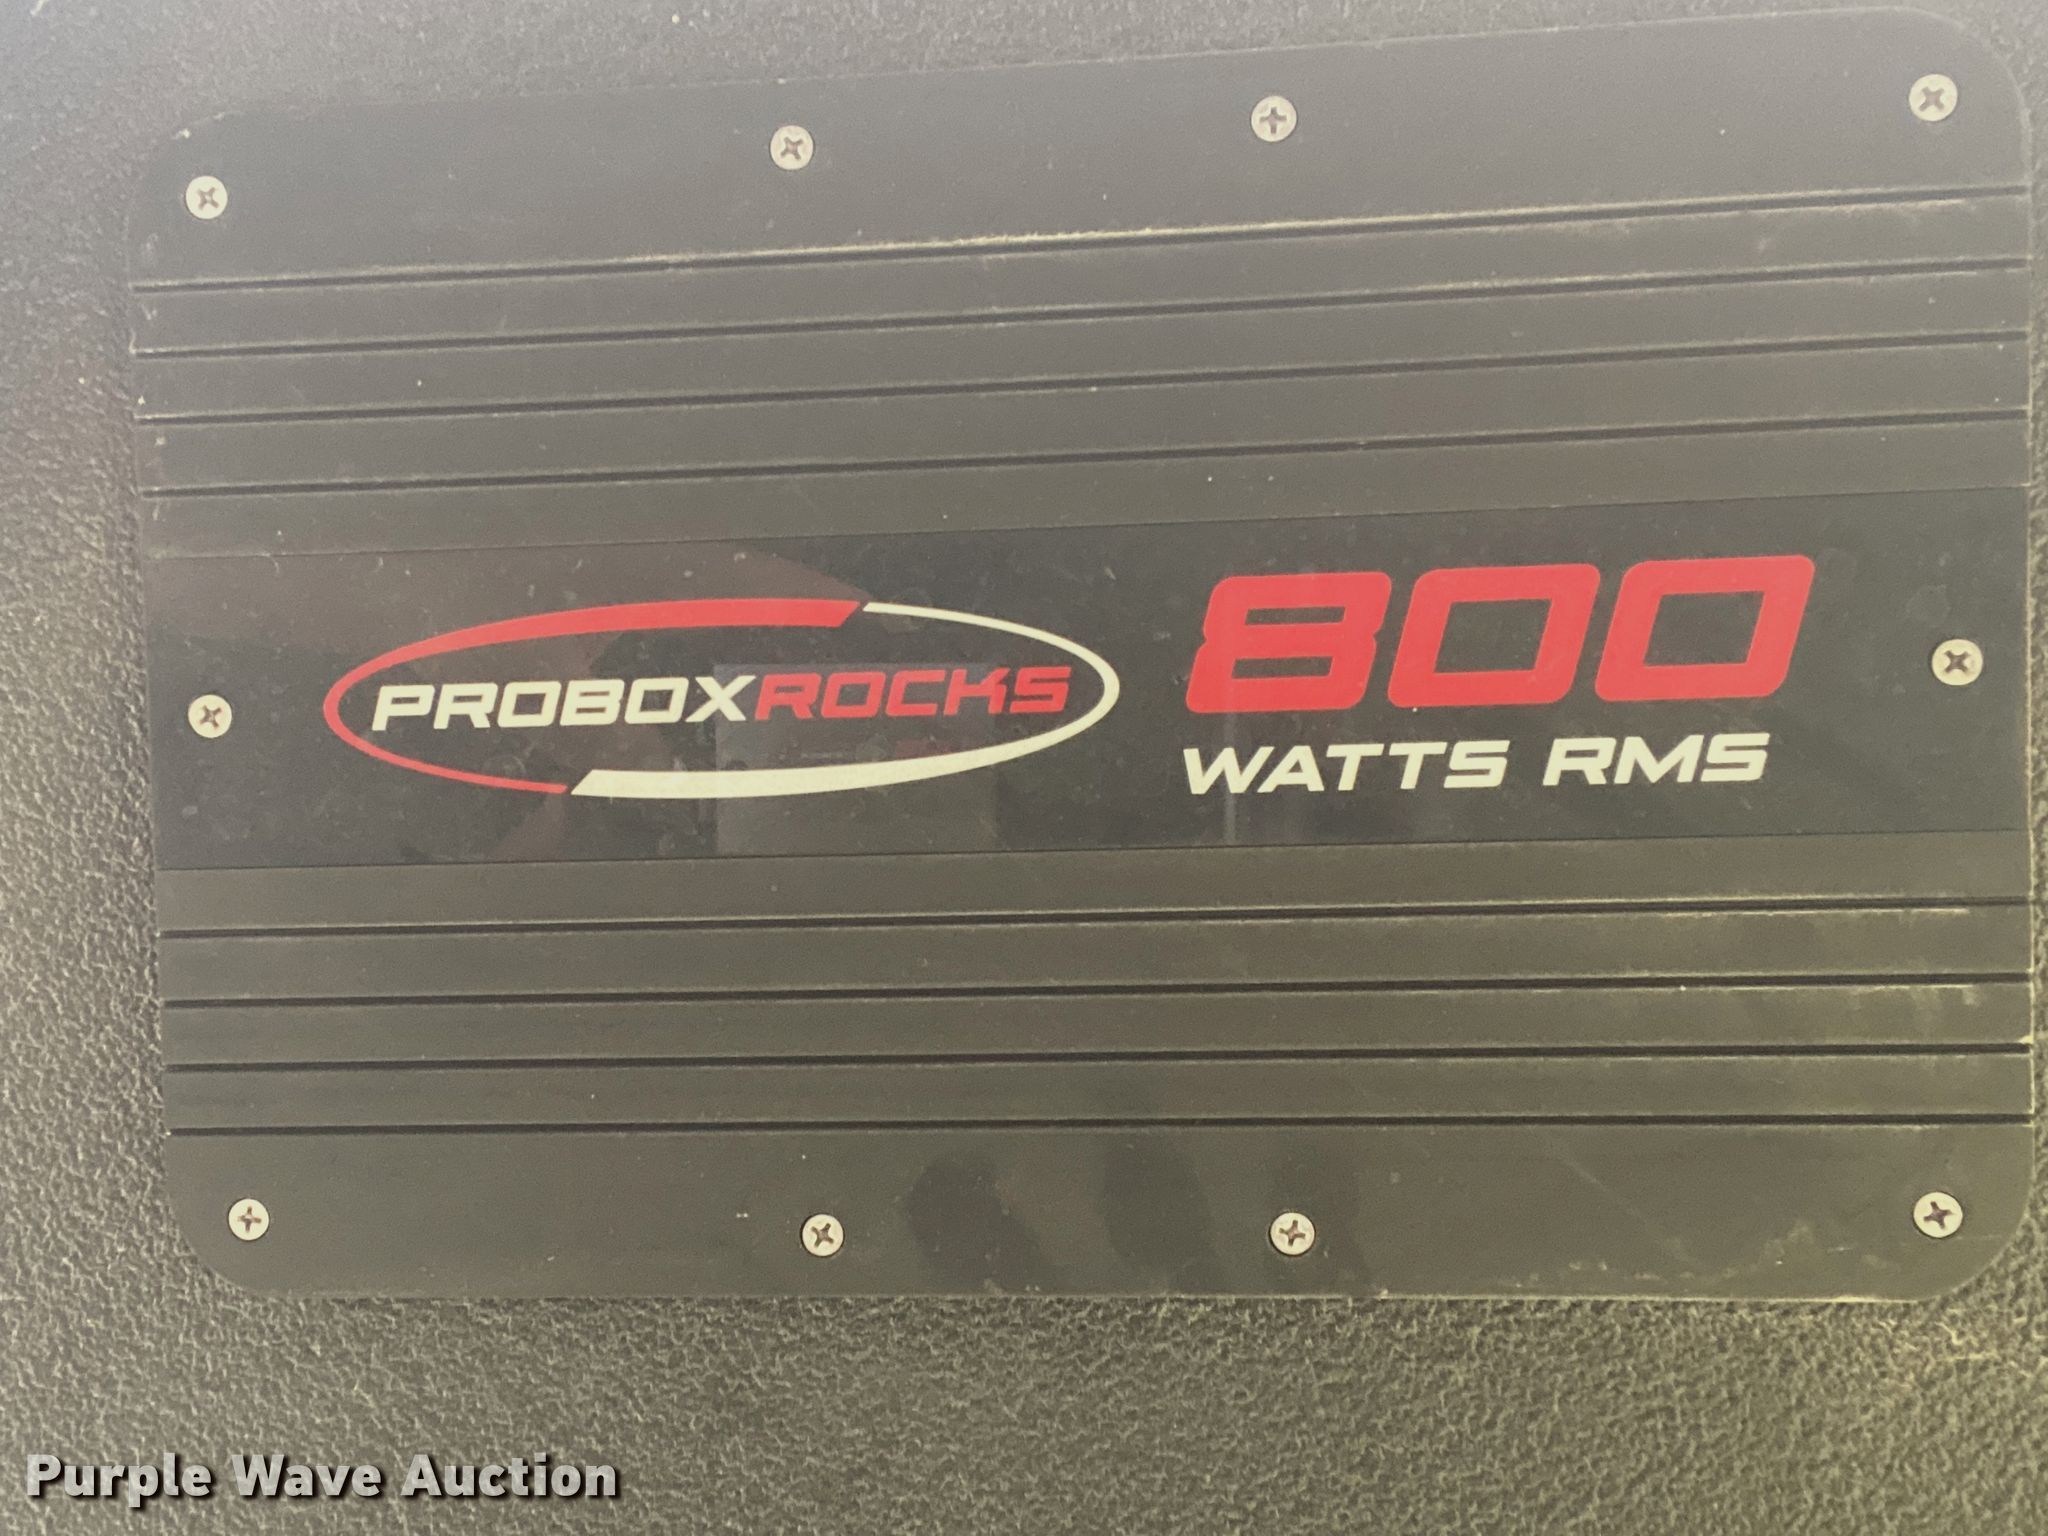 PROBOXROCKS
800
WATTS RMS
Purple Wave Auction